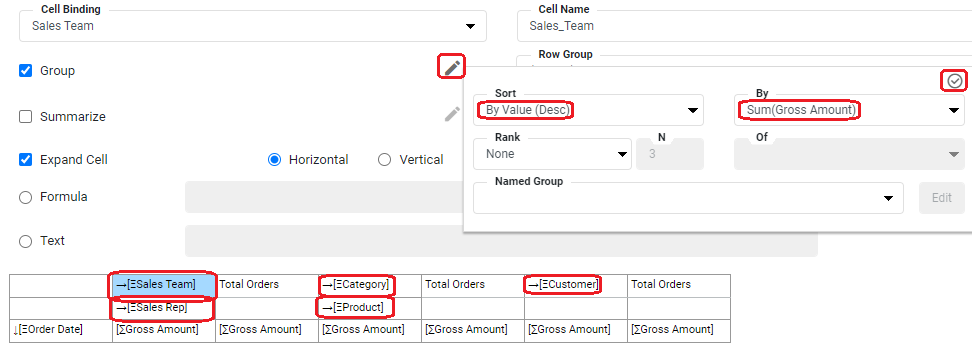 Cell Binding
Cell Name
Sales Team
Sales_Team
Group
Row Group
Sort
By
By Value (Desc)
Sum(Gross Amount)
Summarize
Rank
N
Of
None
3
Expand Cell
Horizontal
Vertical
Named Group
Formula
Edit
Text
→[ΞSales Team] Total Orders →[ΞCategory] Total Orders →[ΞCustomer] Total Orders
→[ΞSales Rep] →[ΞProduct]
↓[ΞOrder Date] [ΣGross Amount] [ΣGross Amount] [ΣGross Amount] [ΣGross Amount] [ΣGross Amount] [ΣGross Amount]